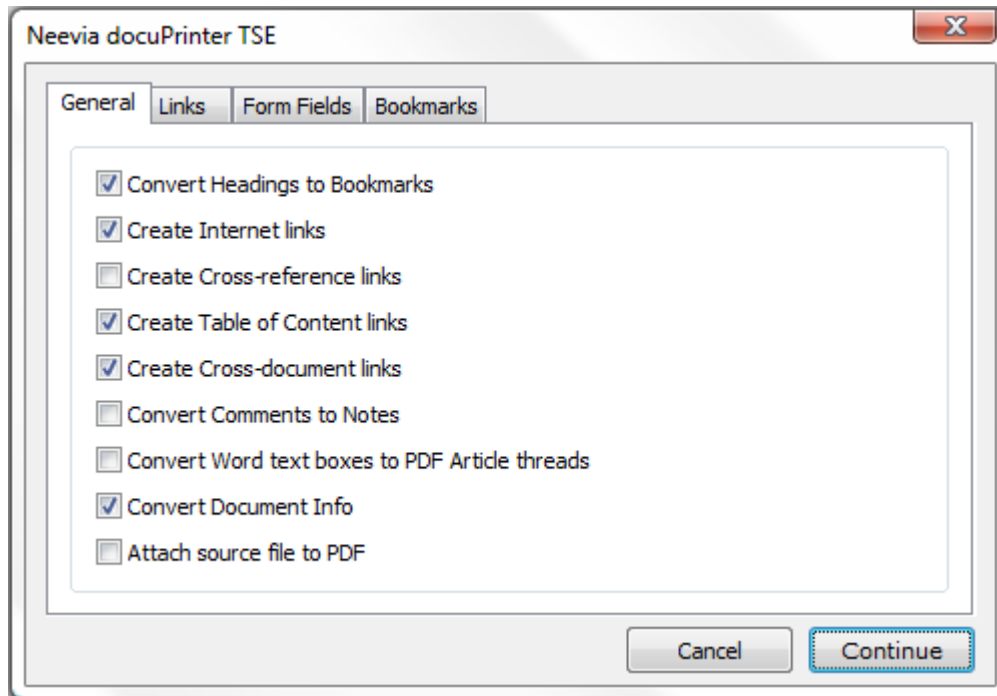 Neevia docuPrinter TSE
General Links Form Fields Bookmarks
Convert Headings to Bookmarks
Create Internet links
Create Cross-reference links
Create Table of Content links
Create Cross-document links
Convert Comments to Notes
Convert Word text boxes to PDF Article threads
Convert Document Info
Attach source file to PDF
Cancel Continue